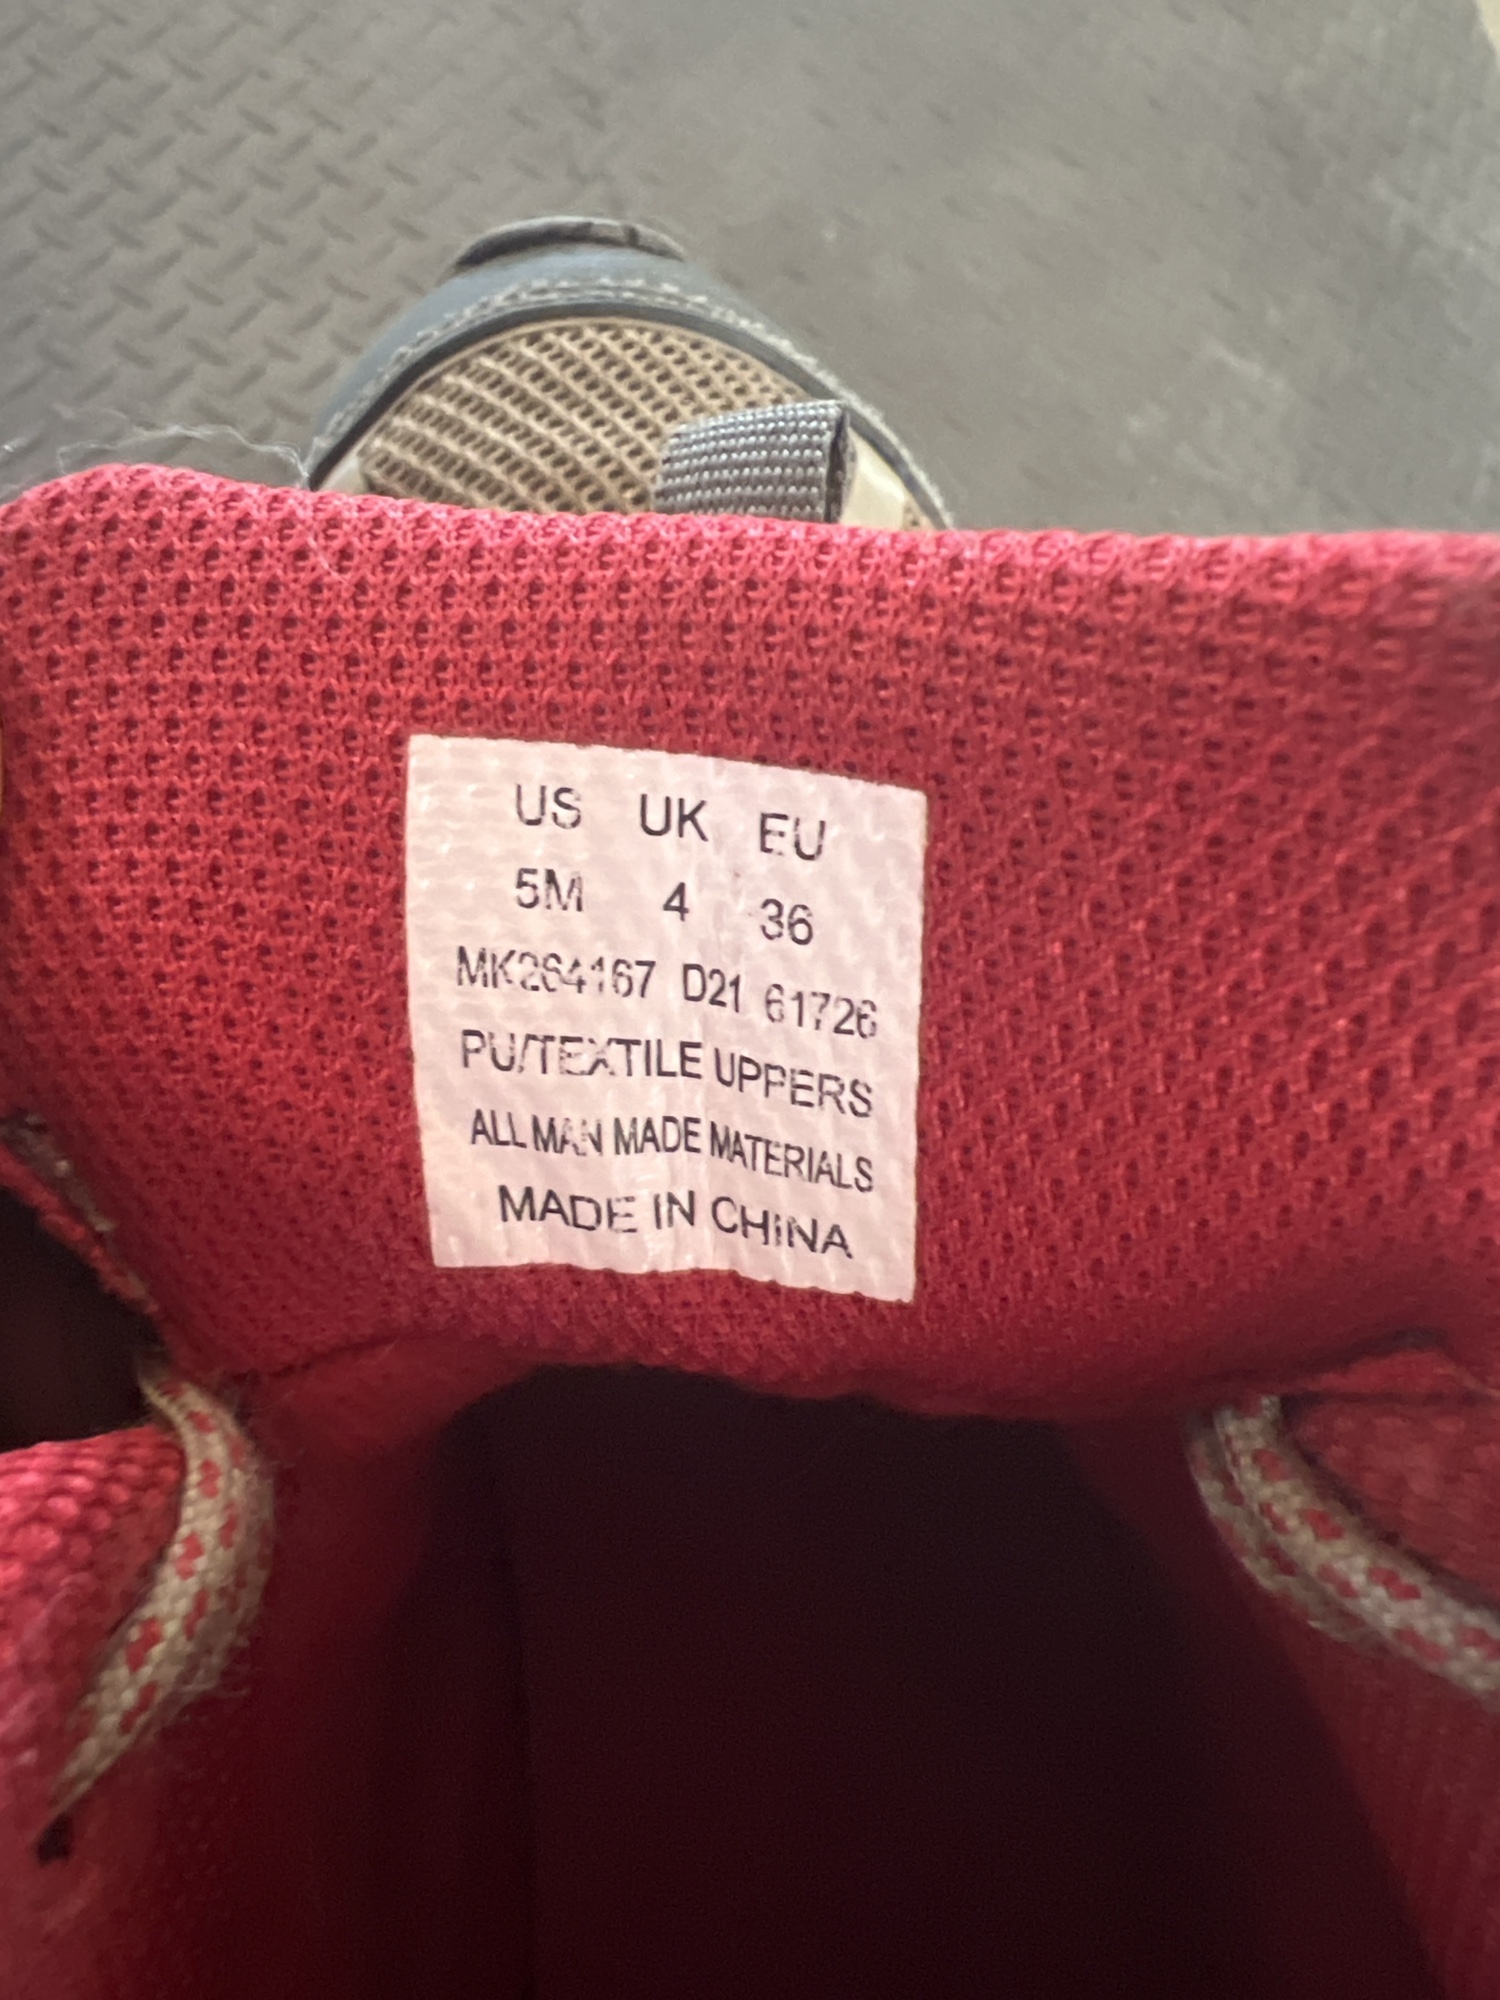 US UK EU
5M 4 36
MK264167 D21 61726
PU/TEXTILE UPPERS
ALL MAN MADE MATERIALS
MADE IN CHINA